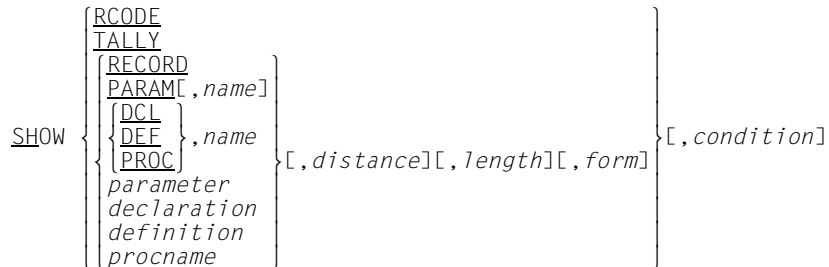 RCODE
TALLY
RECORD
PARAM[,name]
DCL
SHOW DEF ,name [,condition]
PROC [,distance][,length][,form]
parameter
declaration
definition
procname